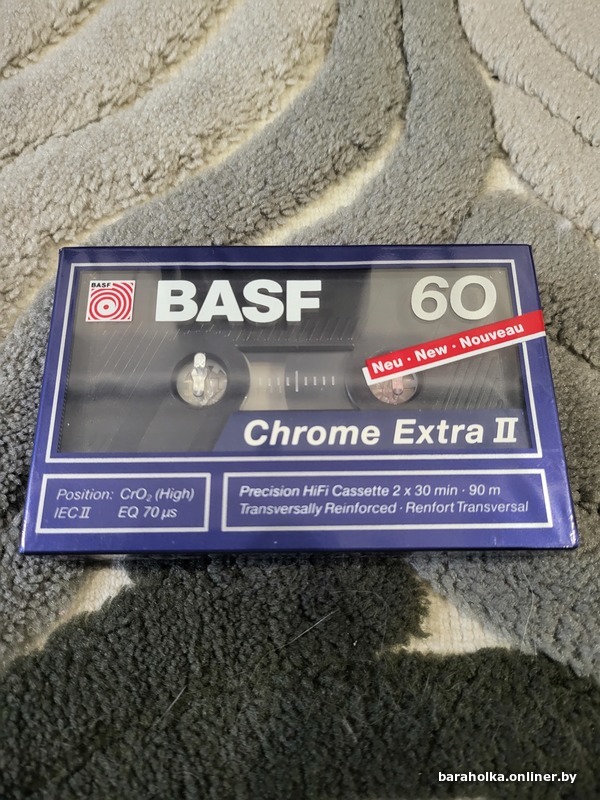 BASF
BASF
60
Neu · New · Nouveau
Chrome Extra II
Position: CrO₂ (High)
IEC II EQ 70 µs
Precision HiFi Cassette 2 x 30 min · 90 m
Transversally Reinforced · Renfort Transversal
baraholka.onliner.by